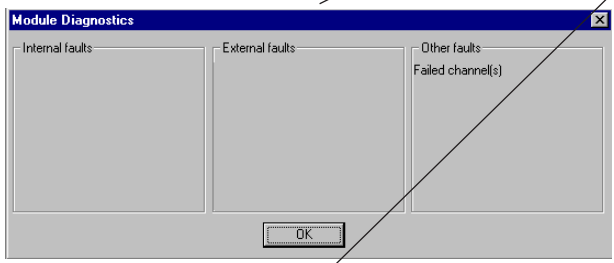 Module Diagnostics
Internal faults
External faults
Other faults
Failed channel(s)
OK